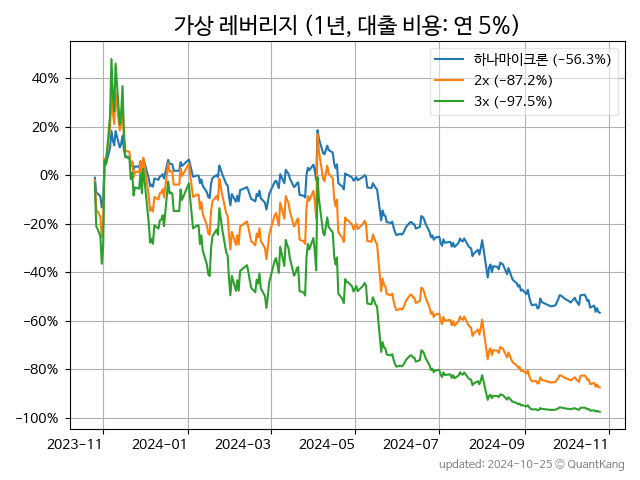 가상 레버리지 (1년, 대출 비용: 연 5%)
하나마이크론 (-56.3%)
2x (-87.2%)
3x (-97.5%)
40%
20%
0%
-20%
-40%
-60%
-80%
-100%
2023-11 2024-01 2024-03 2024-05 2024-07 2024-09 2024-11
updated: 2024-10-25 © QuantKang